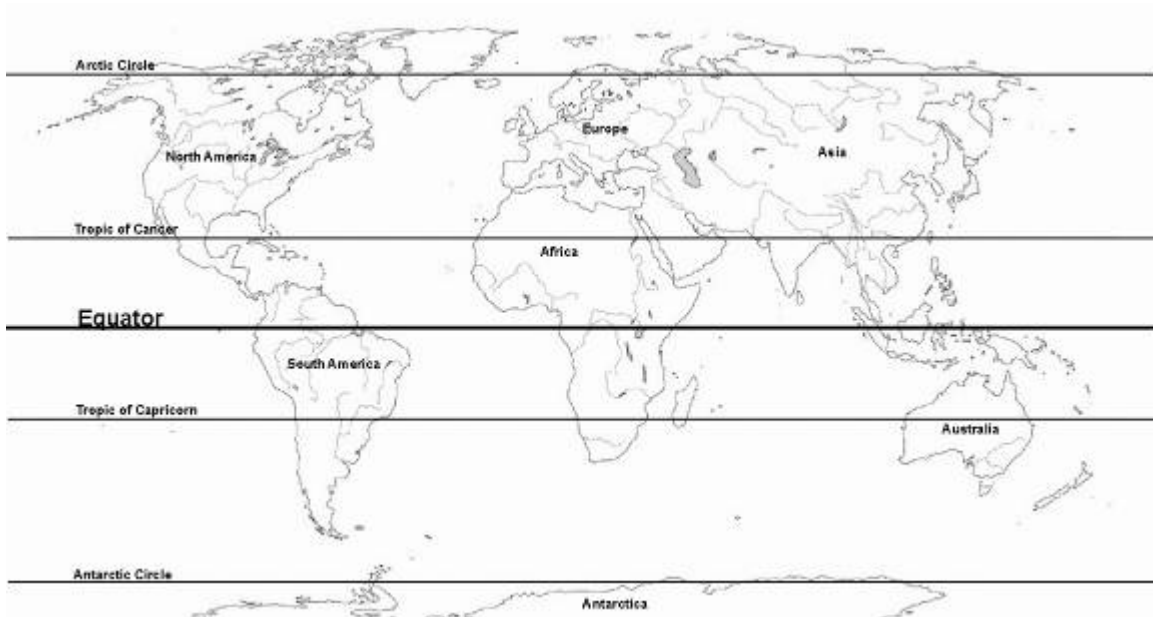 Arctic Circle
Europe
North America
Asia
Tropic of Cancer
Africa
Equator
South America
Tropic of Capricorn
Australia
Antarctic Circle
Antarctica